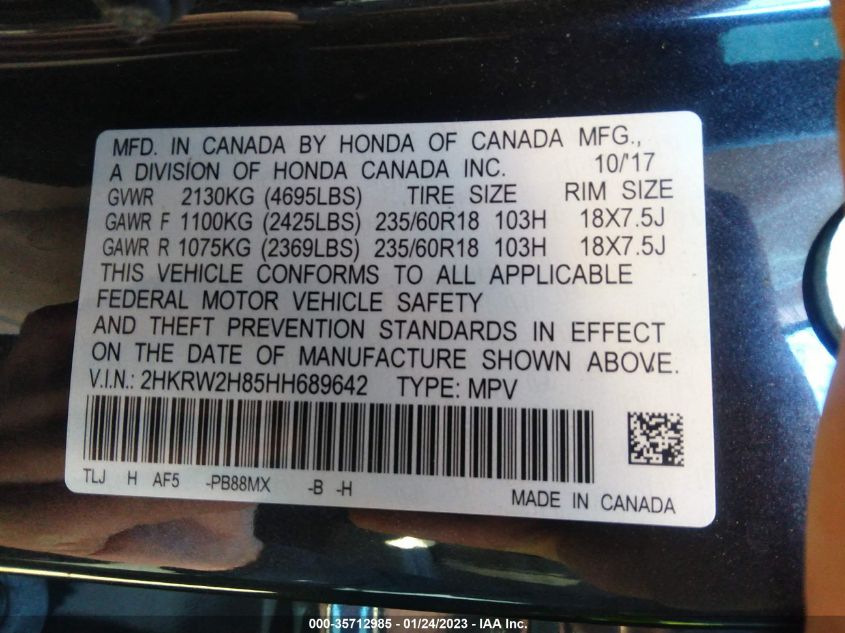 MFD. IN CANADA BY HONDA OF CANADA MFG.,
A DIVISION OF HONDA CANADA INC. 10/'17
GVWR 2130KG (4695LBS) TIRE SIZE RIM SIZE
GAWR F 1100KG (2425LBS) 235/60R18 103H 18X7.5J
GAWR R 1075KG (2369LBS) 235/60R18 103H 18X7.5J
THIS VEHICLE CONFORMS TO ALL APPLICABLE
FEDERAL MOTOR VEHICLE SAFETY
AND THEFT PREVENTION STANDARDS IN EFFECT
ON THE DATE OF MANUFACTURE SHOWN ABOVE.
V.I.N.: 2HKRW2H85HH689642 TYPE: MPV
TLJ H AF5 -PB88MX -B -H
MADE IN CANADA
000-35712985 - 01/24/2023 - IAA Inc.